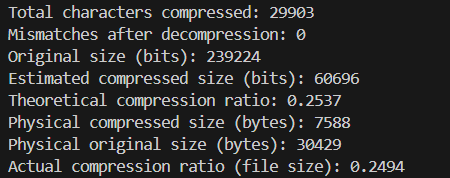 Total characters compressed: 29903
Mismatches after decompression: 0
Original size (bits): 239224
Estimated compressed size (bits): 60696
Theoretical compression ratio: 0.2537
Physical compressed size (bytes): 7588
Physical original size (bytes): 30429
Actual compression ratio (file size): 0.2494